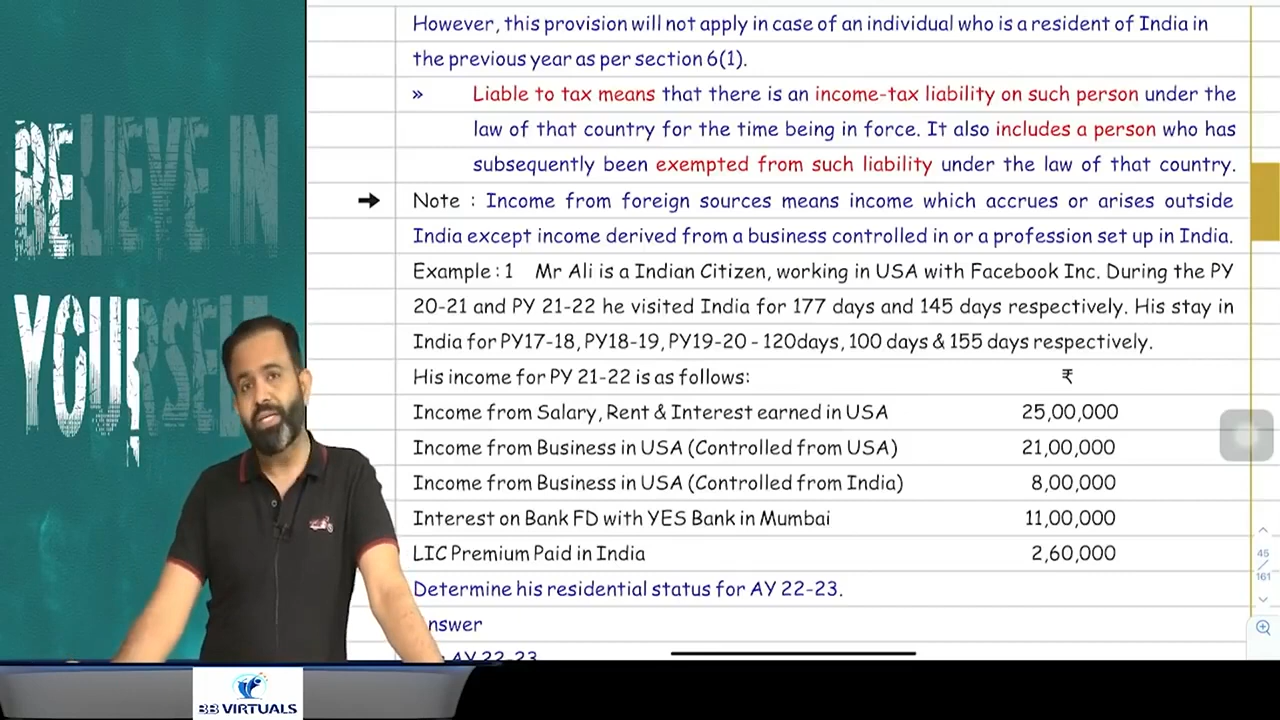 BELIEVE IN
YOURSELF
However, this provision will not apply in case of an individual who is a resident of India in
the previous year as per section 6(1).
» Liable to tax means that there is an income-tax liability on such person under the
law of that country for the time being in force. It also includes a person who has
subsequently been exempted from such liability under the law of that country.
➔ Note : Income from foreign sources means income which accrues or arises outside
India except income derived from a business controlled in or a profession set up in India.
Example : 1 Mr Ali is a Indian Citizen, working in USA with Facebook Inc. During the PY
20-21 and PY 21-22 he visited India for 177 days and 145 days respectively. His stay in
India for PY17-18, PY18-19, PY19-20 - 120days, 100 days & 155 days respectively.
His income for PY 21-22 is as follows: ₹
Income from Salary, Rent & Interest earned in USA 25,00,000
Income from Business in USA (Controlled from USA) 21,00,000
Income from Business in USA (Controlled from India) 8,00,000
Interest on Bank FD with YES Bank in Mumbai 11,00,000
LIC Premium Paid in India 2,60,000
Determine his residential status for AY 22-23.
nswer
AY 22-23
45
/
161
BB VIRTUALS